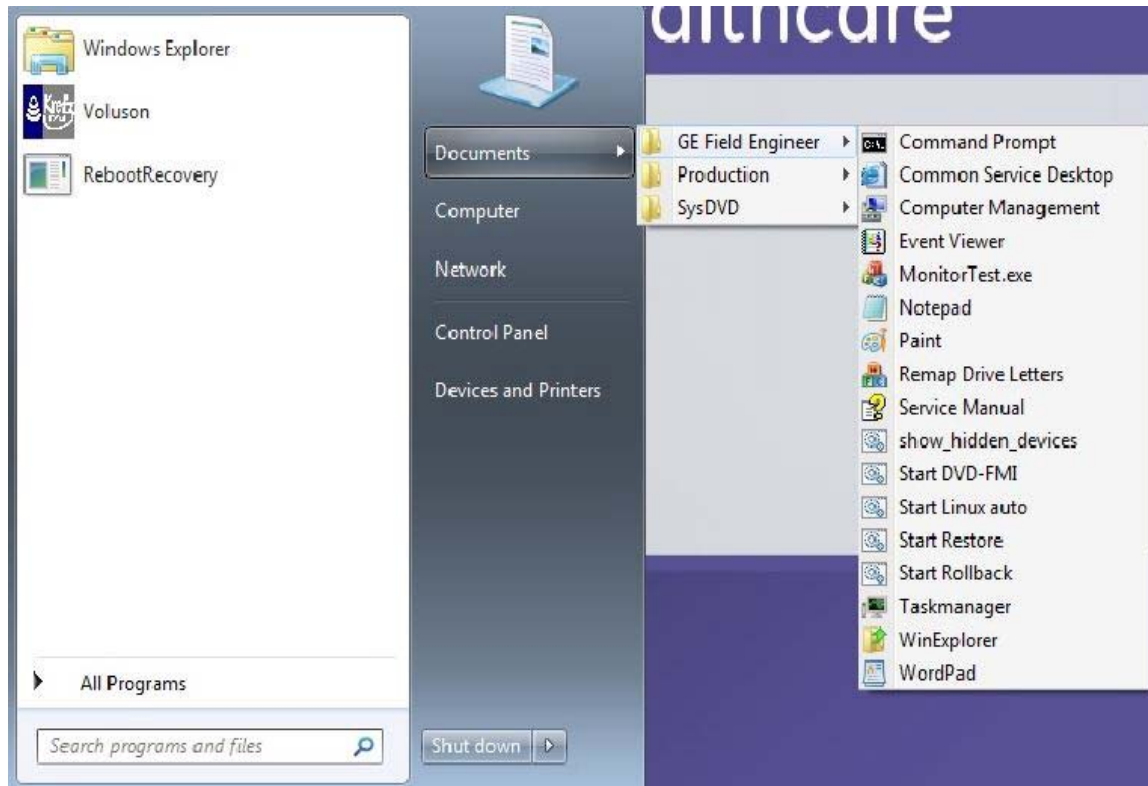 Windows Explorer
Voluson
RebootRecovery
All Programs
Search programs and files
Documents
Computer
Network
Control Panel
Devices and Printers
Shut down
GE Field Engineer
Production
SysDVD
Command Prompt
Common Service Desktop
Computer Management
Event Viewer
MonitorTest.exe
Notepad
Paint
Remap Drive Letters
Service Manual
show_hidden_devices
Start DVD-FMI
Start Linux auto
Start Restore
Start Rollback
Taskmanager
WinExplorer
WordPad